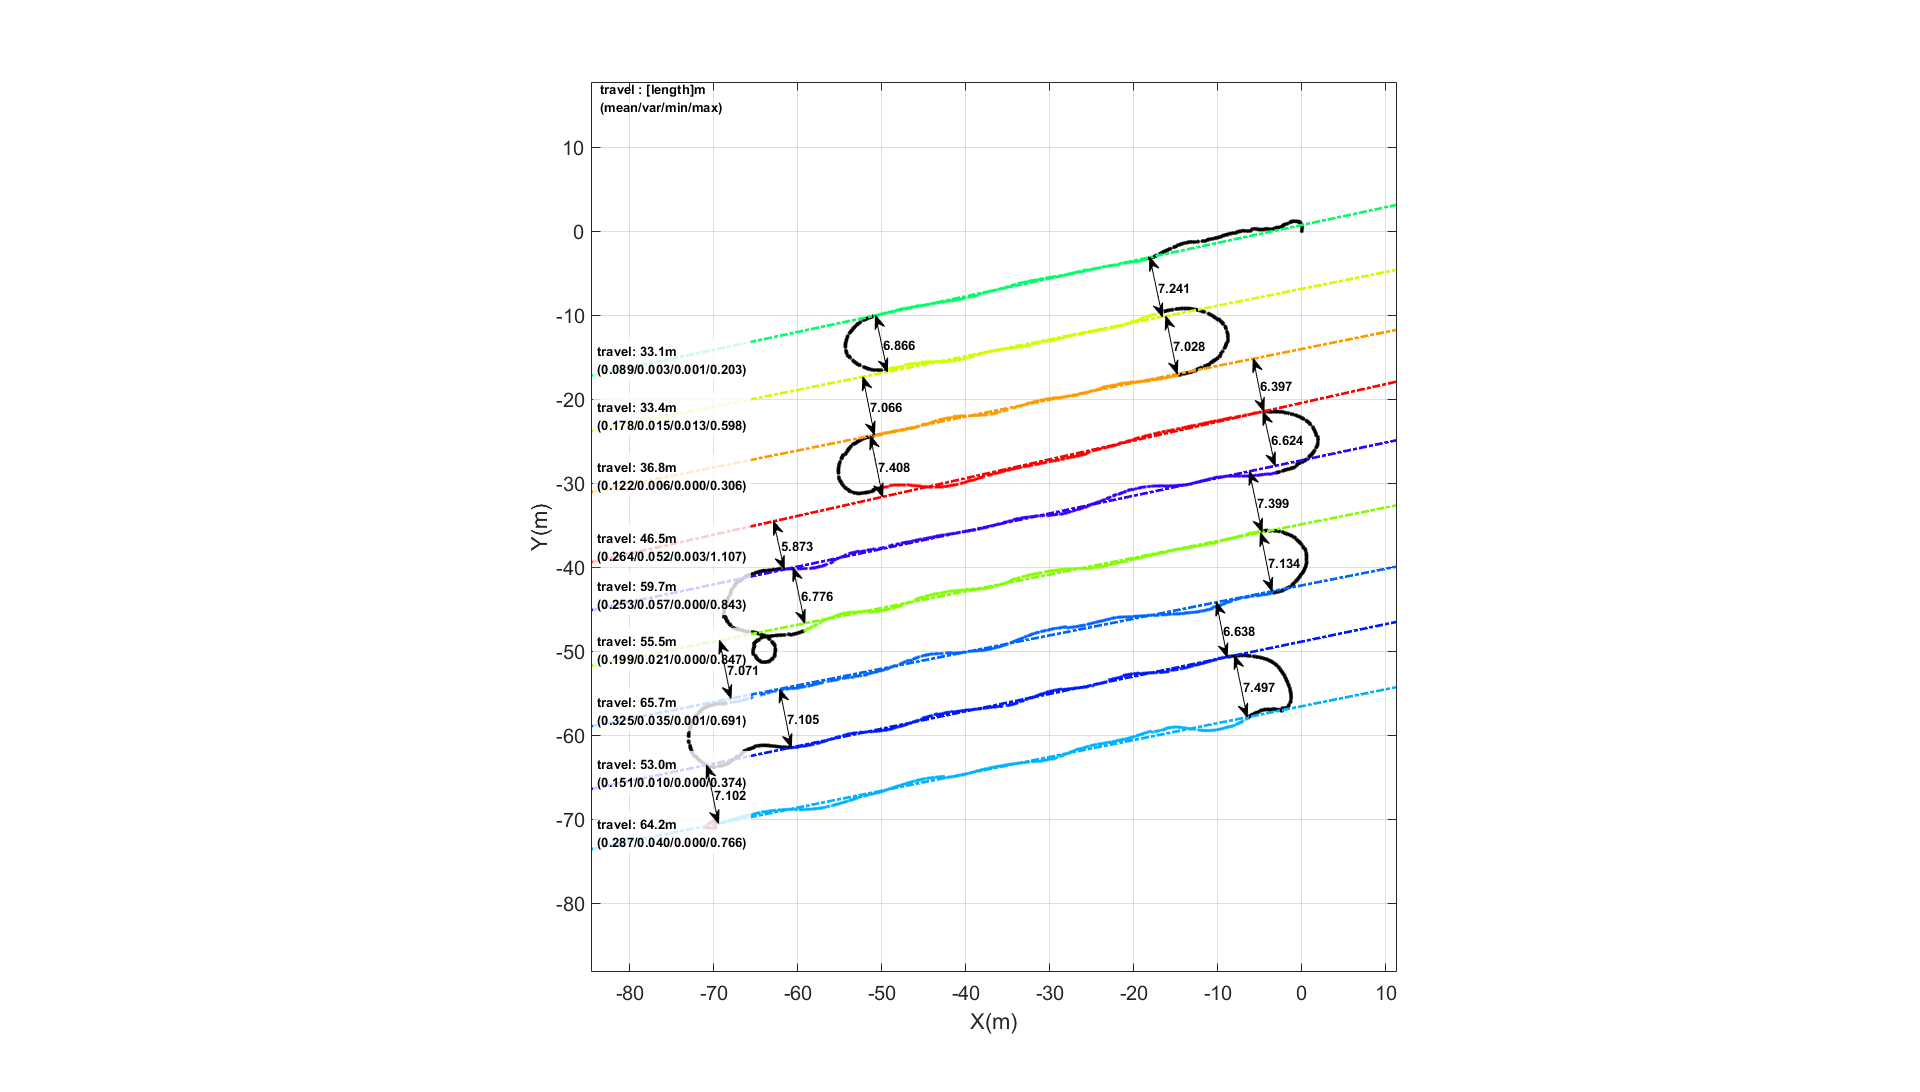 travel : [length]m
(mean/var/min/max)
10
0
-10
-20
-30
-40
-50
-60
-70
-80
Y(m)
7.241
6.866
7.028
travel: 33.1m
(0.089/0.003/0.001/0.203)
6.397
7.066
travel: 33.4m
(0.178/0.015/0.013/0.598)
6.624
7.408
travel: 36.8m
(0.122/0.006/0.000/0.306)
7.399
travel: 46.5m
(0.264/0.052/0.003/1.107)
5.873
7.134
travel: 59.7m
(0.253/0.057/0.000/0.843)
6.776
6.638
travel: 55.5m
(0.199/0.021/0.000/0.847)
7.071
7.497
travel: 65.7m
(0.325/0.035/0.001/0.691)
7.105
travel: 53.0m
(0.151/0.010/0.000/0.374)
7.102
travel: 64.2m
(0.287/0.040/0.000/0.766)
-80 -70 -60 -50 -40 -30 -20 -10 0 10
X(m)